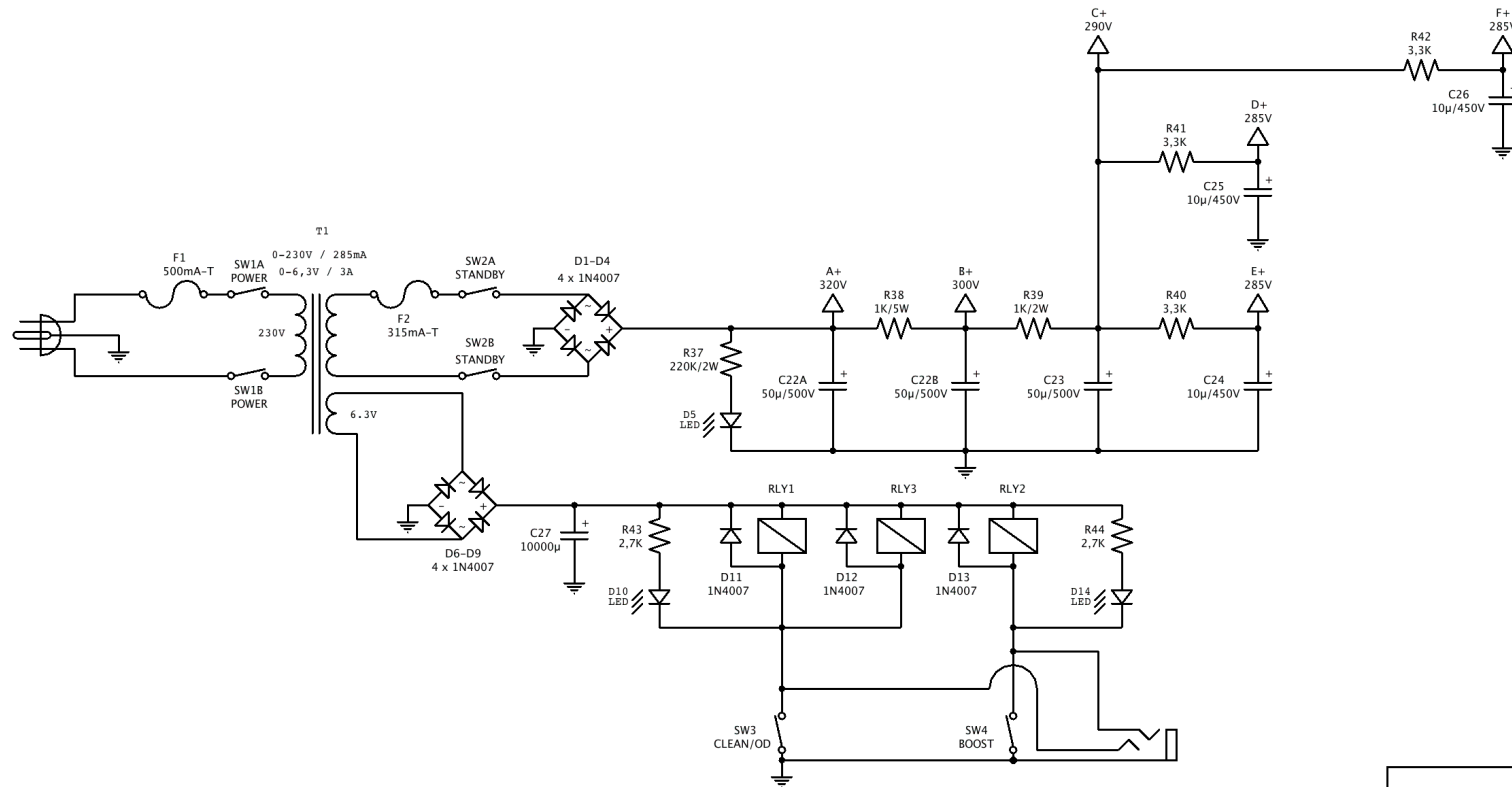 C+
290V
F+
285V
R42
3,3K
C26
+
10µ/450V
D+
285V
R41
3,3K
C25
+
10µ/450V
T1
0-230V / 285mA
0-6,3V / 3A
F1
500mA-T
SW1A
POWER
230V
SW1B
POWER
F2
315mA-T
SW2A
STANDBY
SW2B
STANDBY
D1-D4
4 x 1N4007
~
- +
~
6.3V
R37
220K/2W
D5
LED
A+
320V
C22A
+
50µ/500V
R38
1K/5W
B+
300V
C22B
+
50µ/500V
R39
1K/2W
C23
+
50µ/500V
R40
3,3K
E+
285V
C24
+
10µ/450V
~
- +
~
D6-D9
4 x 1N4007
C27
+
10000µ
R43
2,7K
D10
LED
RLY1
D11
1N4007
RLY3
D12
1N4007
RLY2
D13
1N4007
R44
2,7K
D14
LED
SW3
CLEAN/OD
SW4
BOOST